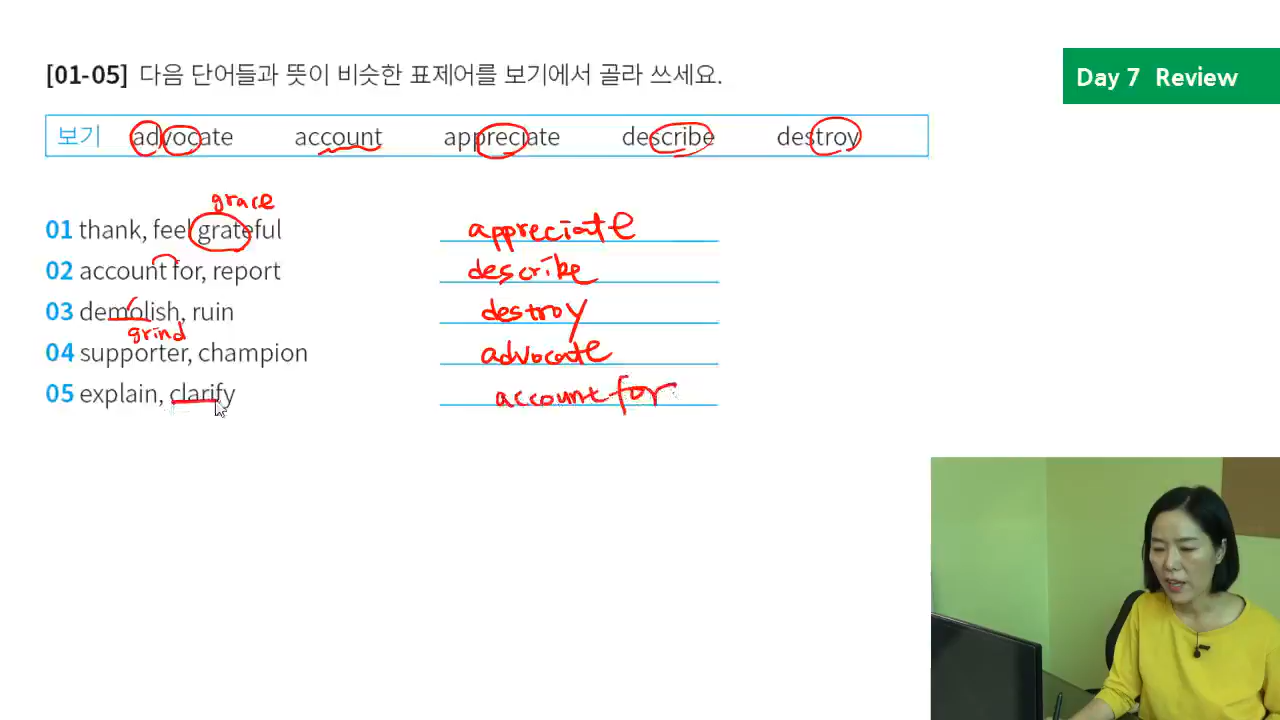 [01-05] 다음 단어들과 뜻이 비슷한 표제어를 보기에서 골라 쓰세요.
Day 7 Review
보기 advocate account appreciate describe destroy
grace
01 thank, feel grateful appreciate
02 account for, report describe
03 demolish, ruin destroy
grind
04 supporter, champion advocate
05 explain, clarify account for